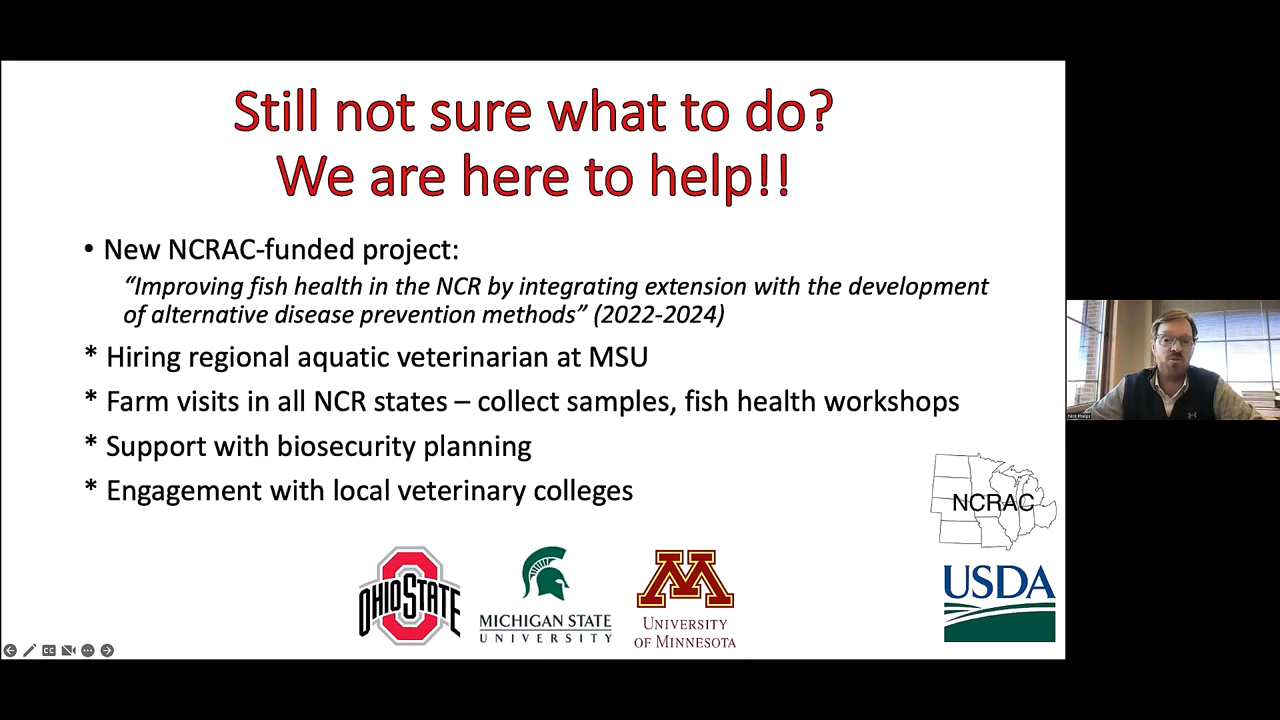 Still not sure what to do?
We are here to help!!
• New NCRAC-funded project:
“Improving fish health in the NCR by integrating extension with the development
of alternative disease prevention methods” (2022-2024)
* Hiring regional aquatic veterinarian at MSU
* Farm visits in all NCR states – collect samples, fish health workshops
* Support with biosecurity planning
* Engagement with local veterinary colleges
NCRAC
USDA
OHIO STATE
MICHIGAN STATE
UNIVERSITY
UNIVERSITY
OF MINNESOTA
CC
Nick Phelps